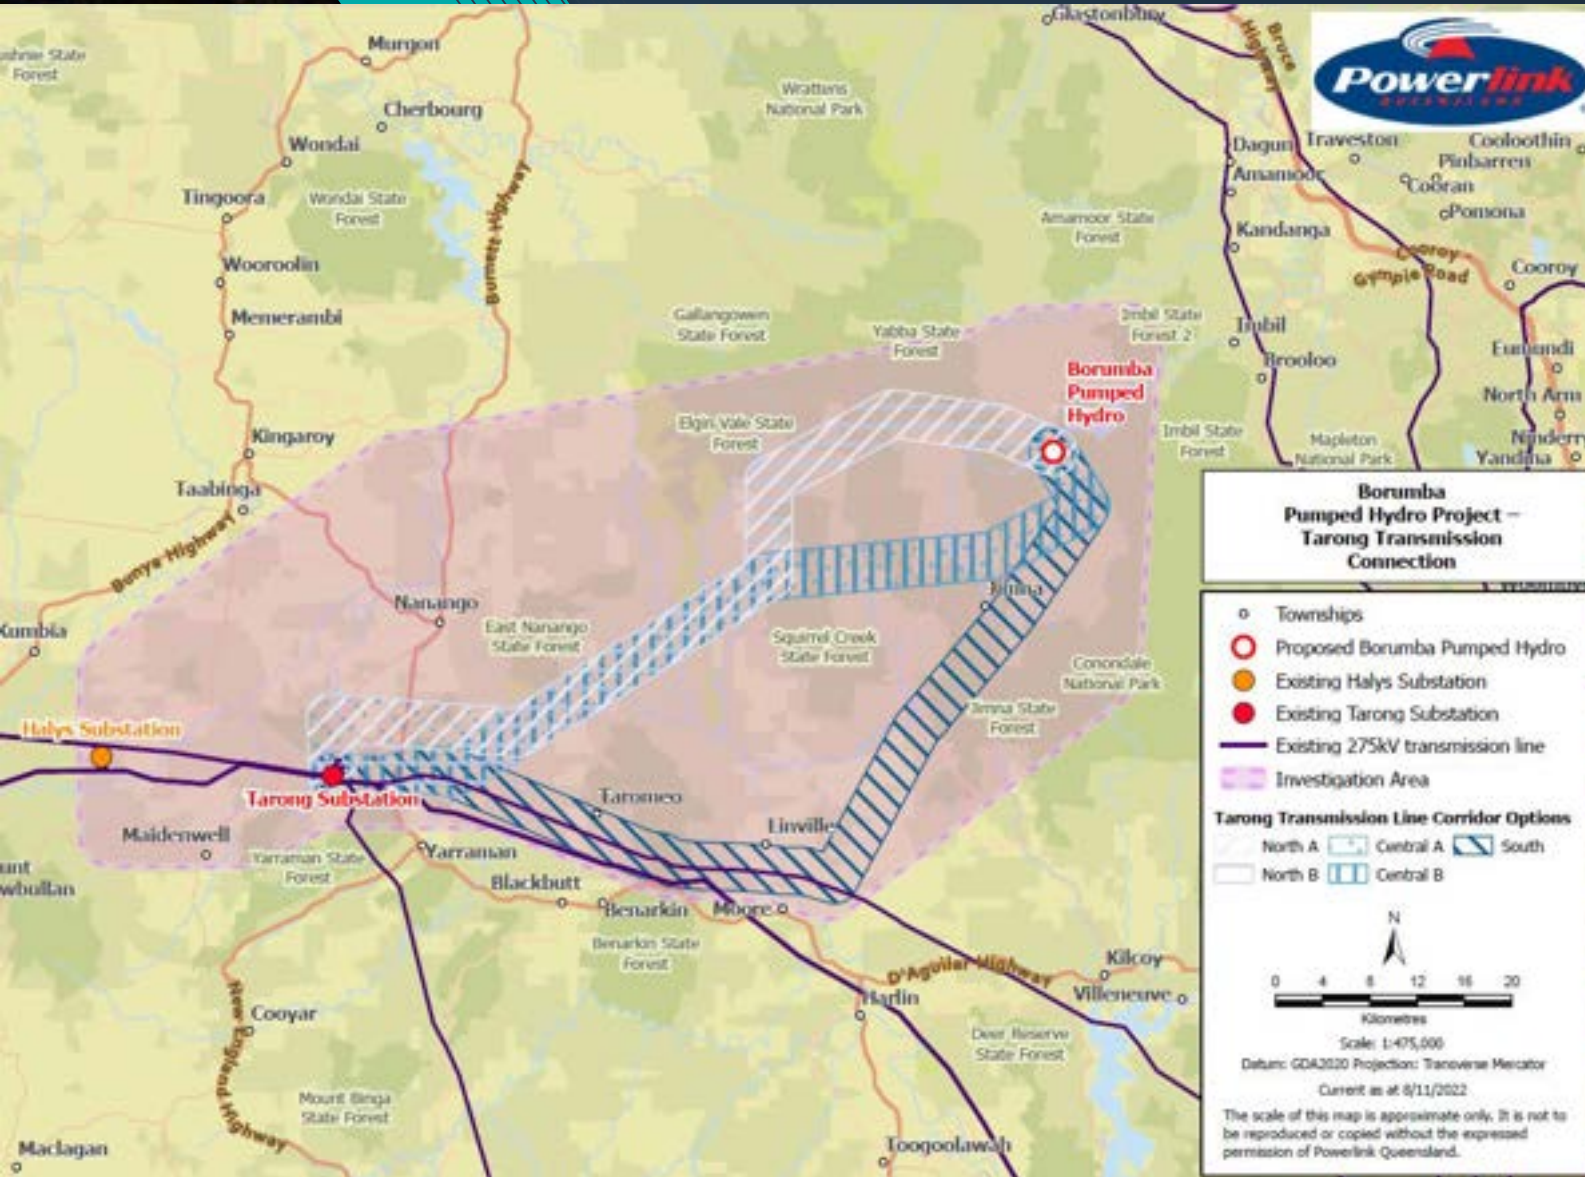 Glastonbury
Bruce
Highway
Powerlink
QUEENSLAND
Murgon
Cherbourg
Wondai
Tingoora
Wondai State
Forest
Wooroolin
Memerambi
Burnett Highway
State
Forest
Wrattens
National Park
Dagun
Traveston
Cooloothin
Pinbarren
Amamoor
Cooran
Pomona
Amamoor State
Forest
Kandanga
Cooroy
Gympie Road
Cooroy
Gallangowen
State Forest
Yabba State
Forest
Imbil State
Forest 2
Imbil
Brooloo
Eumundi
North Arm
Yandina
Borumba
Pumped
Hydro
Elgin Vale State
Forest
Imbil State
Forest
Mapleton
National Park
Kingaroy
Taabinga
Bunya Highway
Nanango
Kumbia
East Nanango
State Forest
Squirrel Creek
State Forest
Jimna
Conondale
National Park
Jimna State
Forest
Halys Substation
Tarong Substation
Maidenwell
Yarraman State
Forest
Taromeo
Linville
Yarraman
Blackbutt
Benarkin
Moore
Benarkin State
Forest
D'Aguilar Highway
Kilcoy
Villeneuve
Harlin
Deer Reserve
State Forest
Cooyar
New England Highway
Mount Binga
State Forest
Maclagan
Toogoolawah
Borumba
Pumped Hydro Project –
Tarong Transmission
Connection
Townships
Proposed Borumba Pumped Hydro
Existing Halys Substation
Existing Tarong Substation
Existing 275kV transmission line
Investigation Area
Tarong Transmission Line Corridor Options
North A
Central A
South
North B
Central B
N
0 4 8 12 16 20
Kilometres
Scale: 1:475,000
Datum: GDA2020 Projection: Transverse Mercator
Current as at 8/11/2022
The scale of this map is approximate only. It is not to
be reproduced or copied without the expressed
permission of Powerlink Queensland.